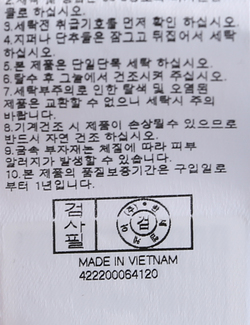 으로 하십시오.
3.세탁전 취급기호를 먼저 확인 하십시오.
4.지퍼나 단추들은 잠그고 뒤집어서 세탁
하십시오.
5.본 제품은 단일단독 세탁 하십시오.
6.탈수 후 그늘에서 건조시켜 주십시오.
7.세탁부주의로 인한 탈색 및 오염된
제품은 교환할 수 없으니 세탁시 주의
바랍니다.
8.기계건조 시 제품이 손상될수 있으므로
반드시 자연 건조 하십시오.
9.금속 부자재는 체질에 따라 피부
알러지가 발생할 수 있습니다.
10.본 제품의 품질보증기간은 구입일로
부터 1년입니다.
검사필
검
(주)
MADE IN VIETNAM
422200064120